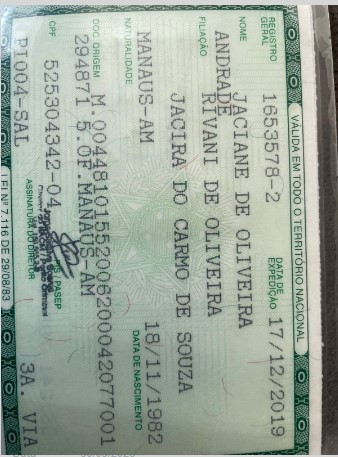 VÁLIDA EM TODO O TERRITÓRIO NACIONAL
REGISTRO GERAL 1653578-2 DATA DE EXPEDIÇÃO 17/12/2019
NOME JACIANE DE OLIVEIRA
ANDRADE
FILIAÇÃO RIVANI DE OLIVEIRA
JACIRA DO CARMO DE SOUZA
NATURALIDADE DATA DE NASCIMENTO
MANAUS-AM 18/11/1982
DOC ORIGEM M.00448101552006200042077001
294871 5.OF.MANAUS AM
CPF 525304342-04 PASEP
P1004-SAL ASSINATURA DO DIRETOR 3A. VIA
LEI Nº 7.116 DE 29/08/83